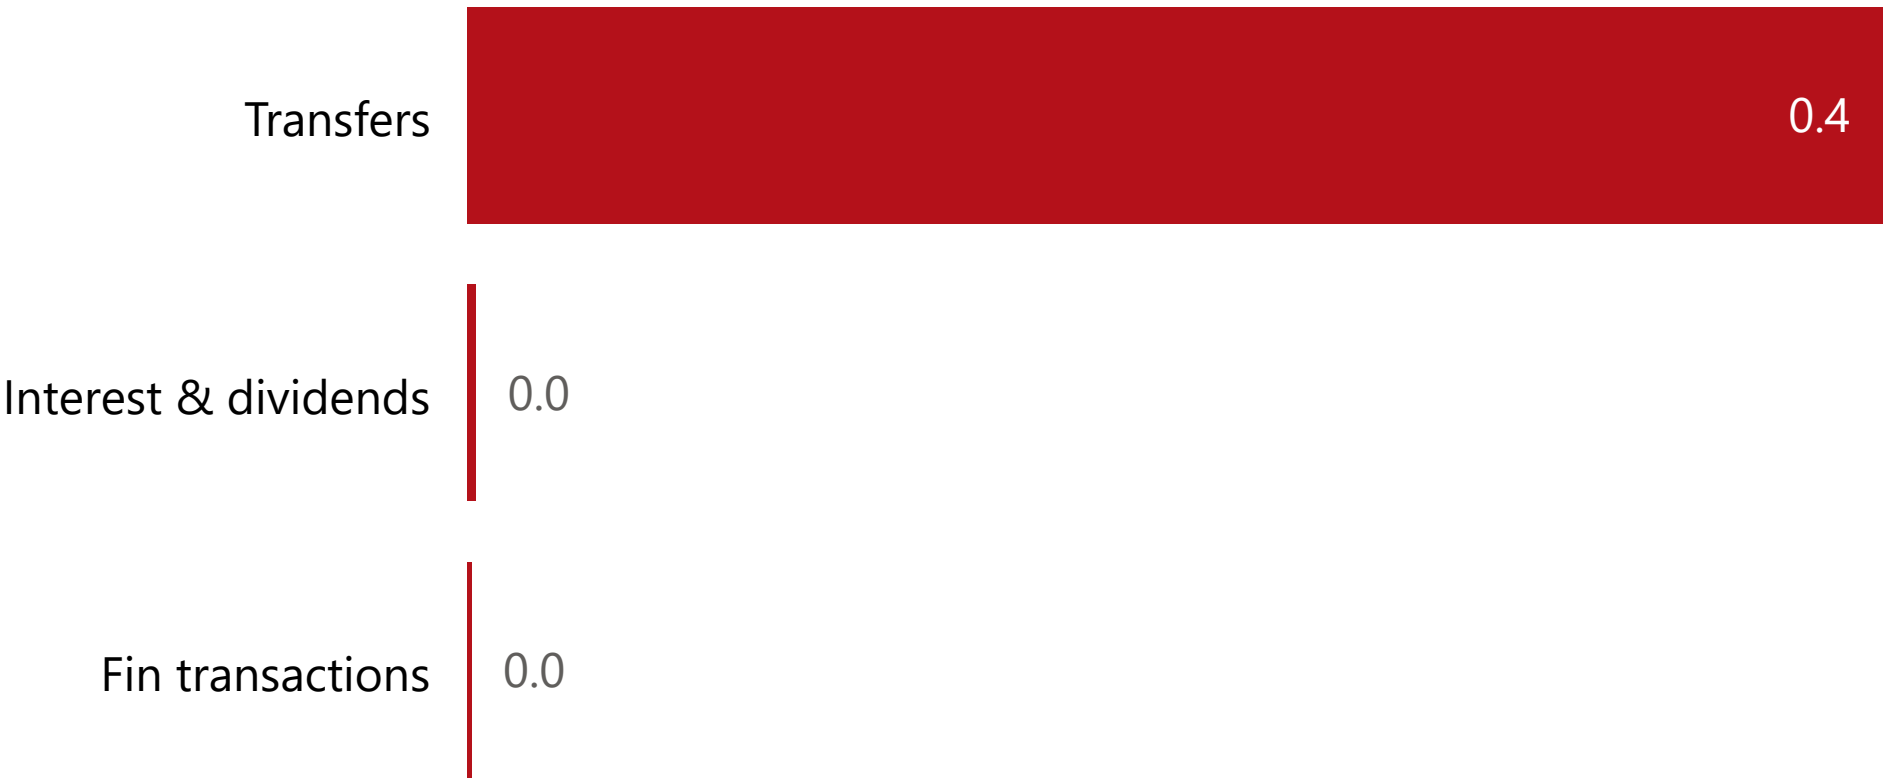 Transfers 0.4
Interest & dividends 0.0
Fin transactions 0.0